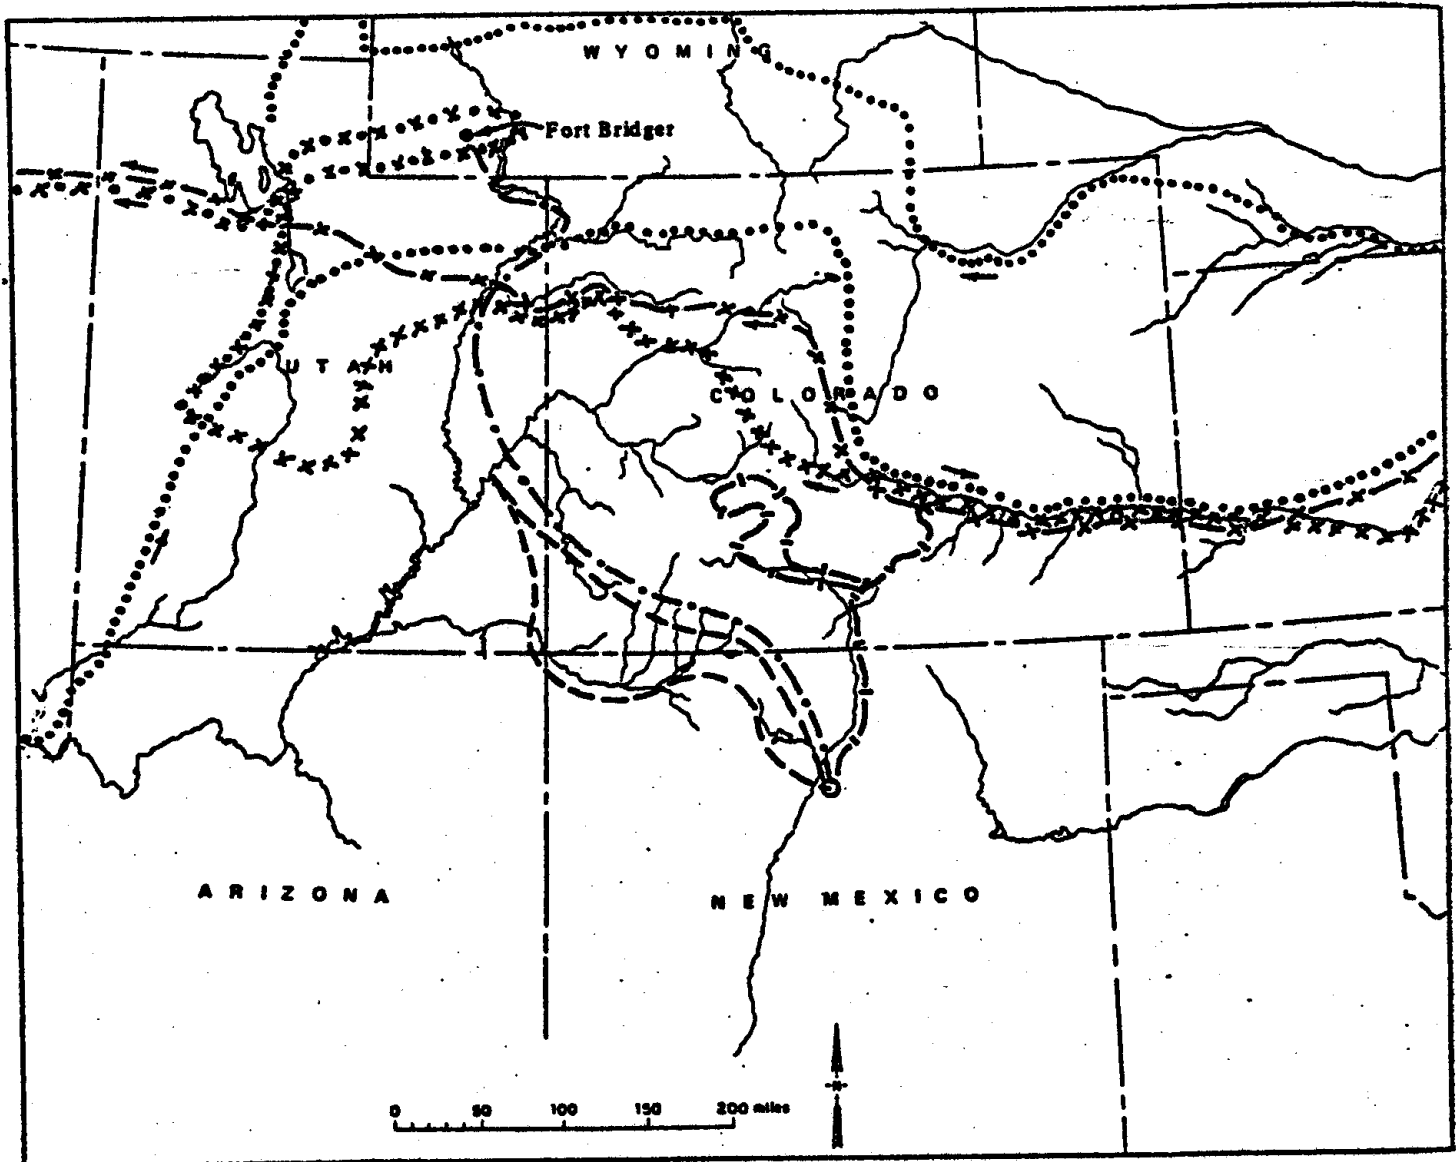 WYOMING
Fort Bridger
UTAH
COLORADO
ARIZONA
NEW MEXICO
0 50 100 150 200 miles
N